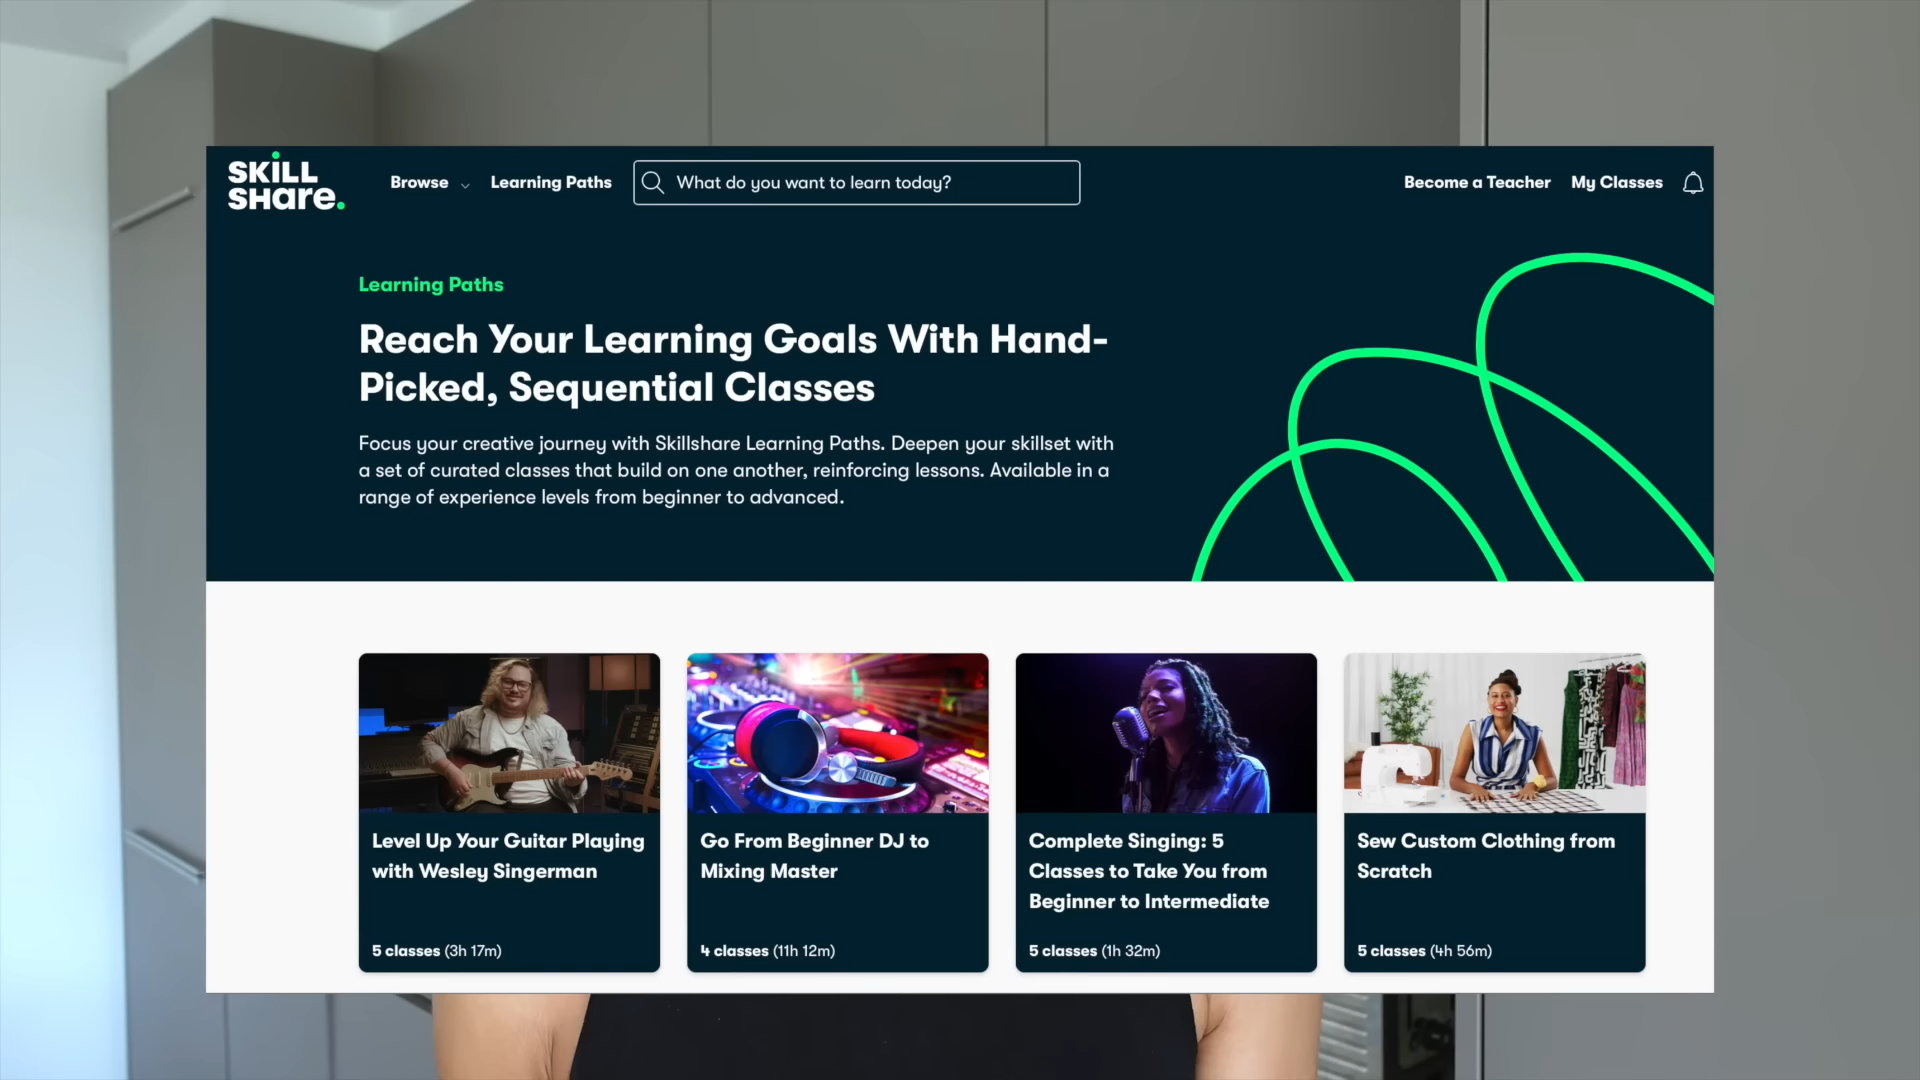 SKILL
SHare.
Browse
Learning Paths
What do you want to learn today?
Become a Teacher
My Classes
Learning Paths
Reach Your Learning Goals With Hand-
Picked, Sequential Classes
Focus your creative journey with Skillshare Learning Paths. Deepen your skillset with
a set of curated classes that build on one another, reinforcing lessons. Available in a
range of experience levels from beginner to advanced.
Level Up Your Guitar Playing
with Wesley Singerman
5 classes (3h 17m)
Go From Beginner DJ to
Mixing Master
4 classes (11h 12m)
Complete Singing: 5
Classes to Take You from
Beginner to Intermediate
5 classes (1h 32m)
Sew Custom Clothing from
Scratch
5 classes (4h 56m)